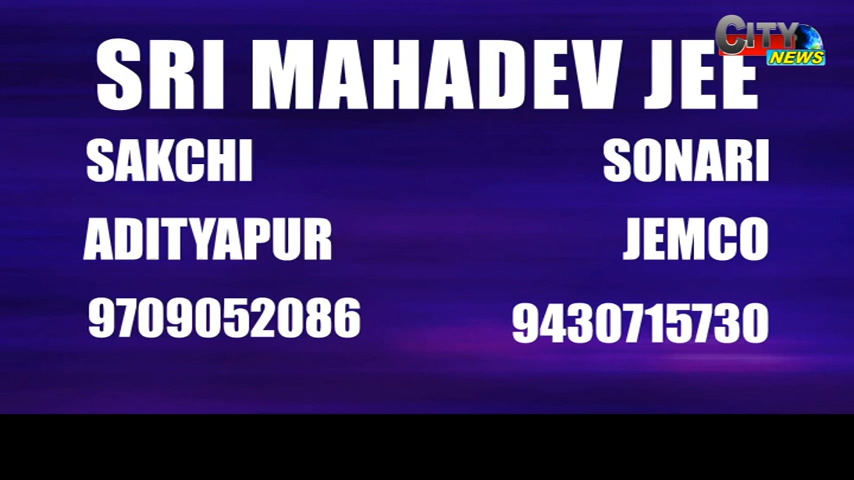 CITY
NEWS
SRI MAHADEV JEE
SAKCHI SONARI
ADITYAPUR JEMCO
9709052086 9430715730